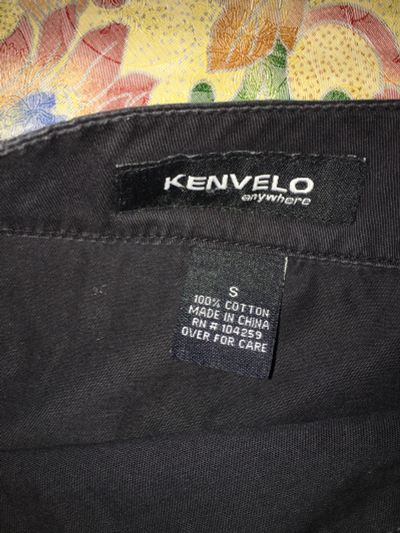 KENVELO
anywhere
S
100% COTTON
MADE IN CHINA
RN # 104259
OVER FOR CARE